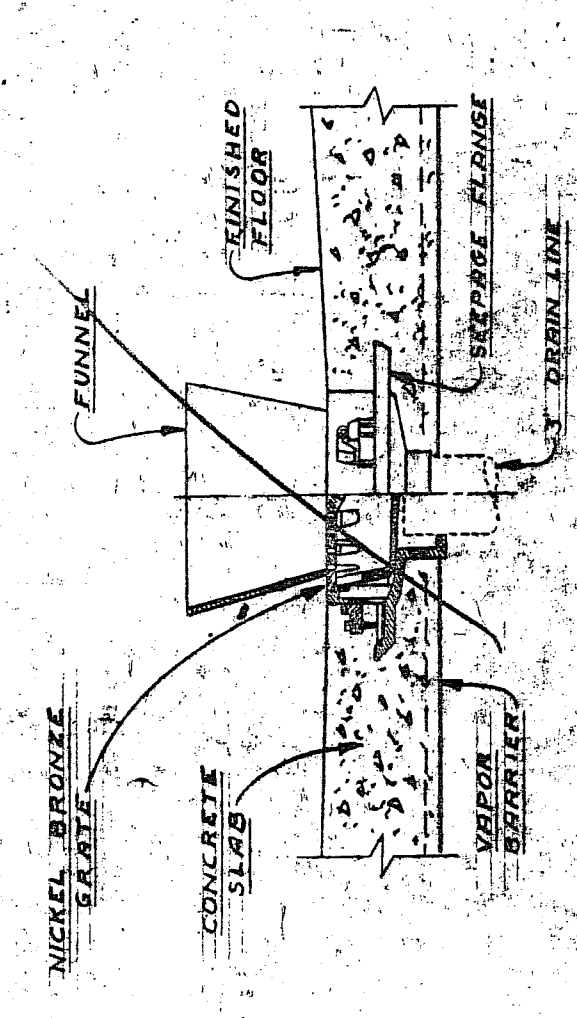 FUNNEL
FINISHED
FLOOR
NICKEL BRONZE
GRATE
CONCRETE
SLAB
VAPOR
BARRIER
SEEPAGE FLANGE
3" DRAIN LINE